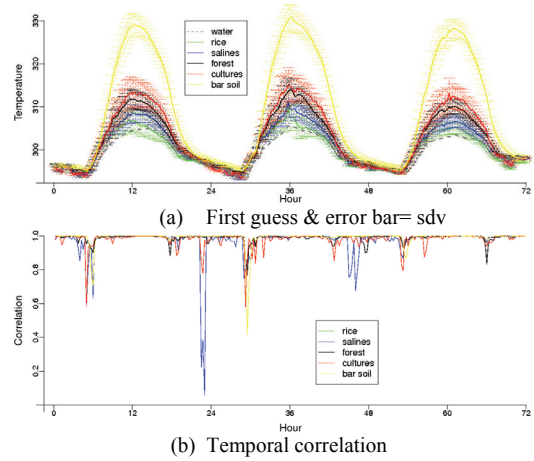 330
320
310
300
Temperature
water
rice
salines
forest
cultures
bar soil
0
12
24
36
48
60
72
Hour
(a) First guess & error bar= sdv
1.0
0.8
0.6
0.4
0.2
Correlation
rice
salines
forest
cultures
bar soil
0
12
24
36
48
60
72
Hour
(b) Temporal correlation